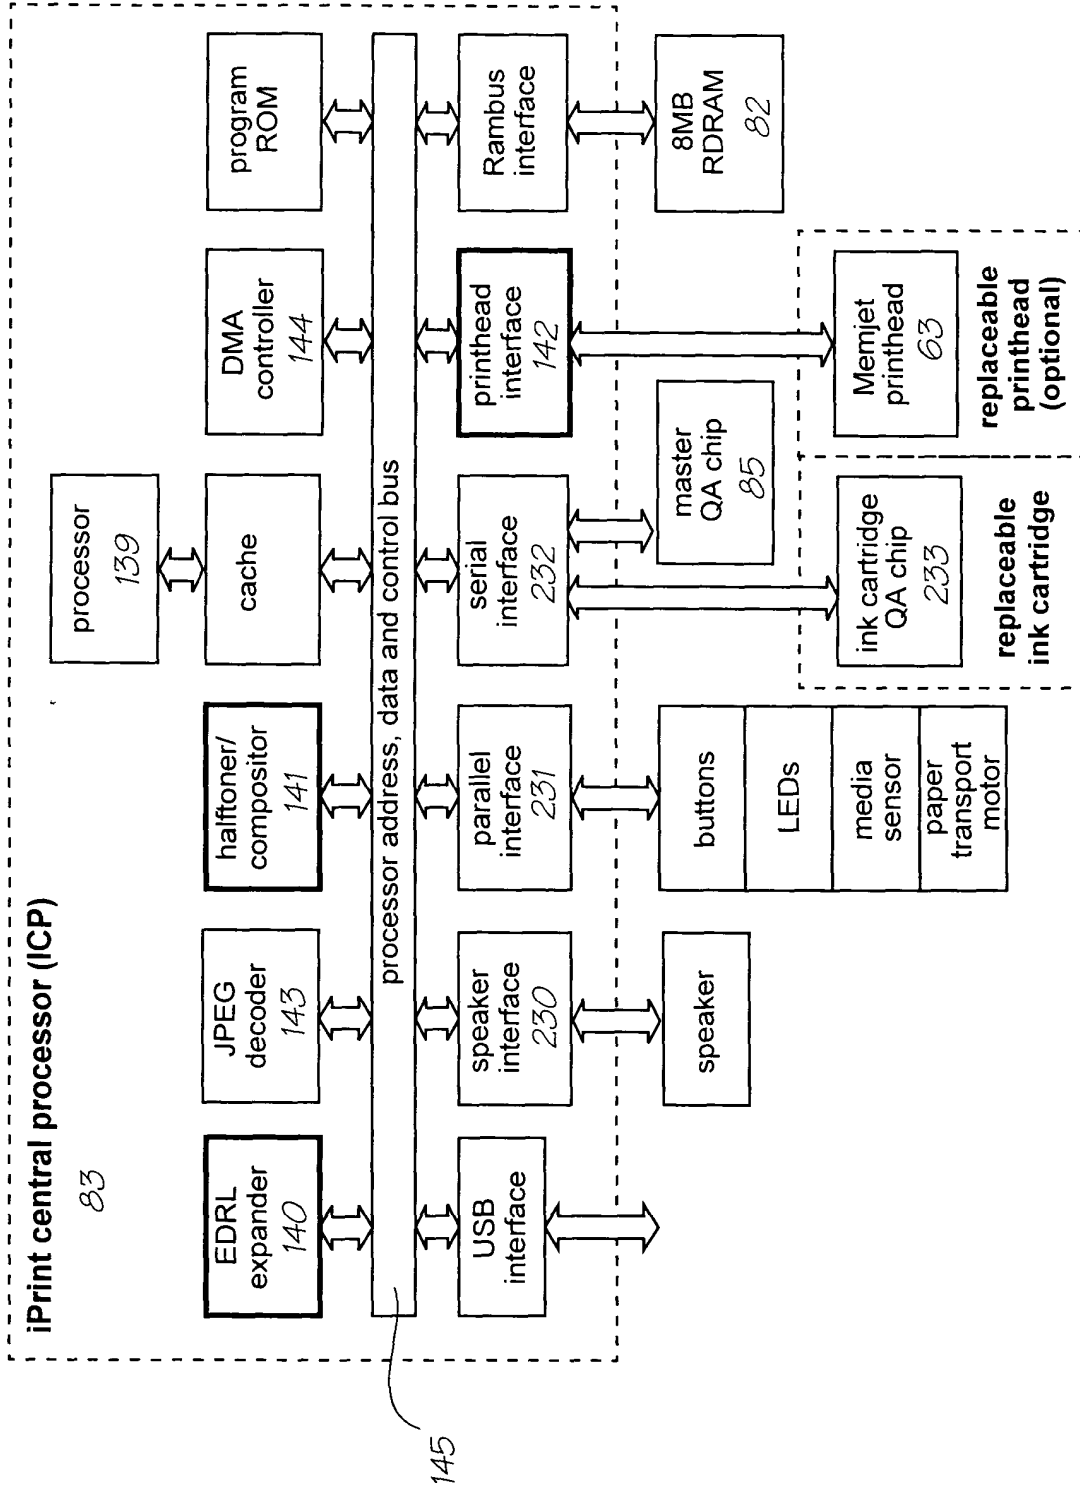 iPrint central processor (ICP)
83
processor
139
EDRL
expander
140
JPEG
decoder
143
halftoner/
compositor
141
cache
DMA
controller
144
program
ROM
processor address, data and control bus
145
USB
interface
speaker
interface
230
parallel
interface
231
serial
interface
232
printhead
interface
142
Rambus
interface
speaker
buttons
LEDs
media
sensor
paper
transport
motor
master
QA chip
85
8MB
RDRAM
82
ink cartridge
QA chip
233
replaceable
ink cartridge
Memjet
printhead
63
replaceable
printhead
(optional)